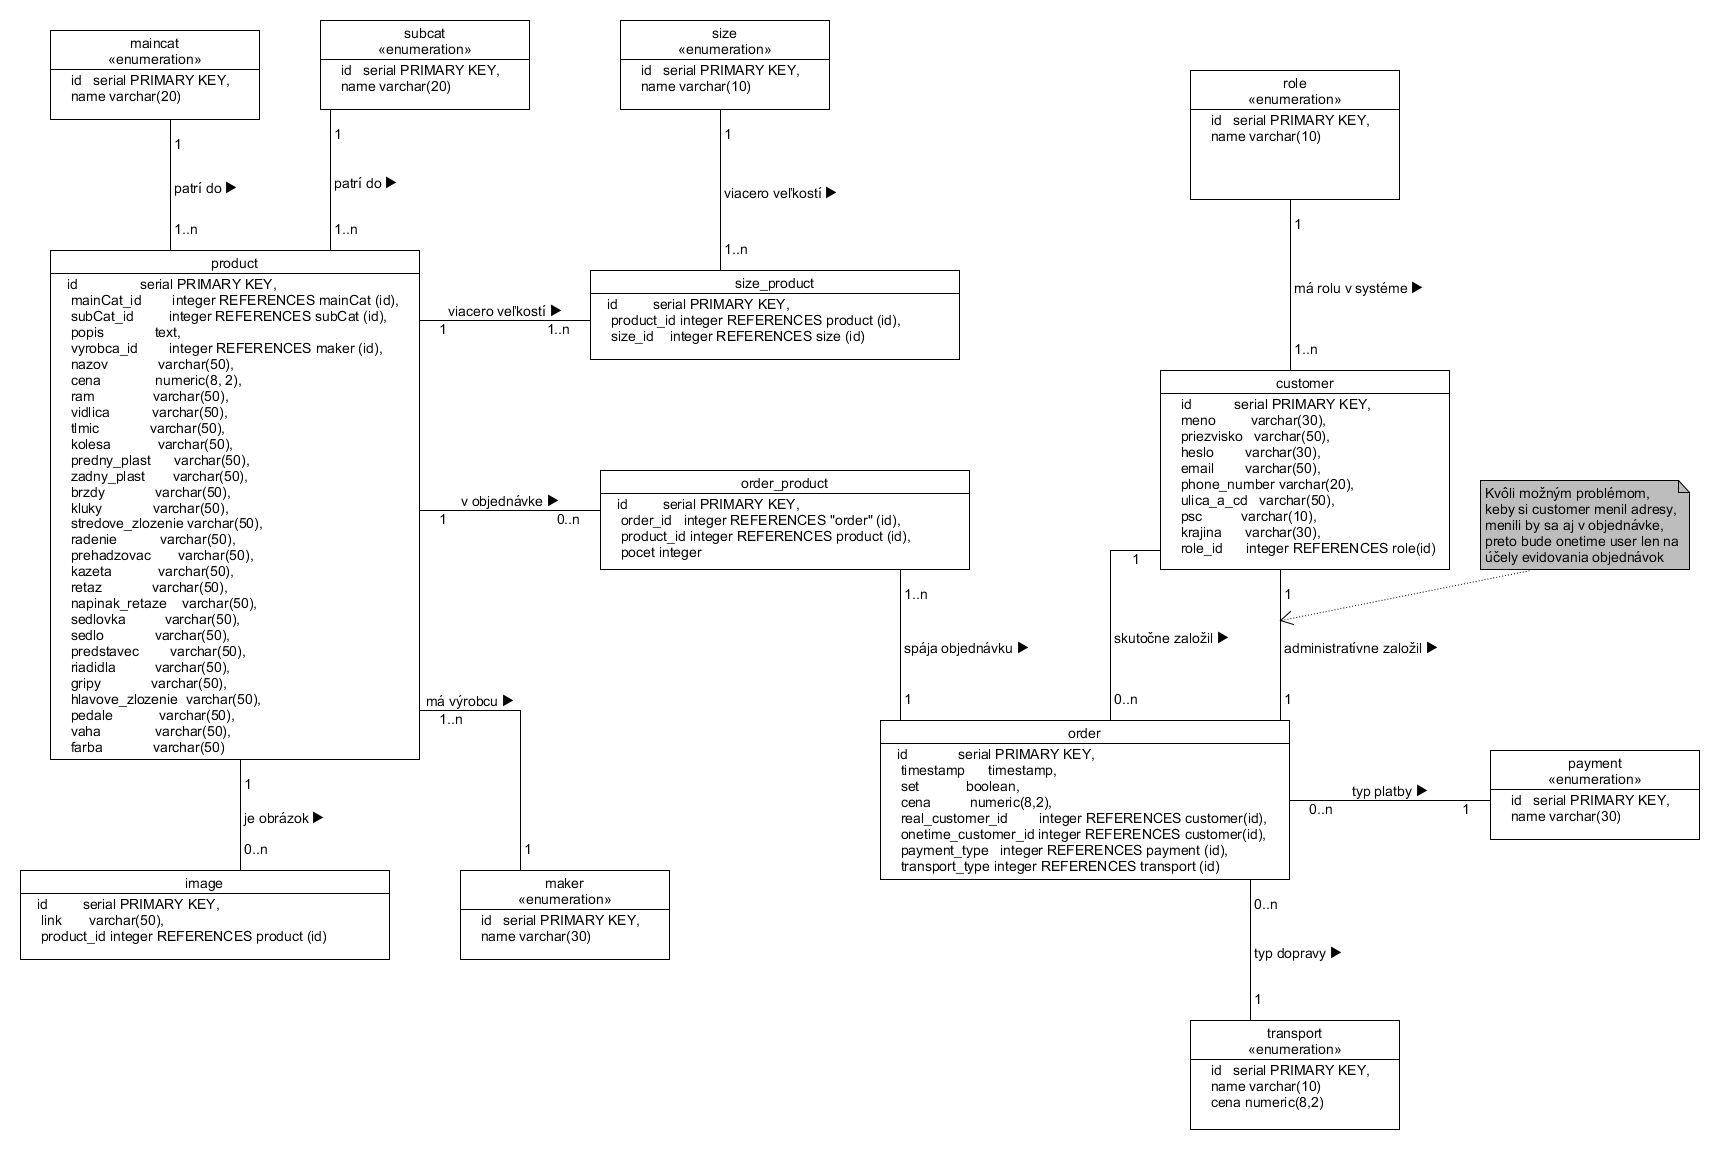 maincat
«enumeration»
id serial PRIMARY KEY,
name varchar(20)
subcat
«enumeration»
id serial PRIMARY KEY,
name varchar(20)
size
«enumeration»
id serial PRIMARY KEY,
name varchar(10)
role
«enumeration»
id serial PRIMARY KEY,
name varchar(10)
1
patrí do ▶
1..n
1
patrí do ▶
1..n
1
viacero veľkostí ▶
1..n
1
má rolu v systéme ▶
1..n
product
id serial PRIMARY KEY,
mainCat_id integer REFERENCES mainCat (id),
subCat_id integer REFERENCES subCat (id),
popis text,
vyrobca_id integer REFERENCES maker (id),
nazov varchar(50),
cena numeric(8, 2),
ram varchar(50),
vidlica varchar(50),
tlmic varchar(50),
kolesa varchar(50),
predny_plast varchar(50),
zadny_plast varchar(50),
brzdy varchar(50),
kluky varchar(50),
stredove_zlozenie varchar(50),
radenie varchar(50),
prehadzovac varchar(50),
kazeta varchar(50),
retaz varchar(50),
napinak_retaze varchar(50),
sedlovka varchar(50),
sedlo varchar(50),
predstavec varchar(50),
riadidla varchar(50),
gripy varchar(50),
hlavove_zlozenie varchar(50),
pedale varchar(50),
vaha varchar(50),
farba varchar(50)
viacero veľkostí ▶
1 1..n
size_product
id serial PRIMARY KEY,
product_id integer REFERENCES product (id),
size_id integer REFERENCES size (id)
v objednávke ▶
1 0..n
order_product
id serial PRIMARY KEY,
order_id integer REFERENCES "order" (id),
product_id integer REFERENCES product (id),
pocet integer
customer
id serial PRIMARY KEY,
meno varchar(30),
priezvisko varchar(50),
heslo varchar(30),
email varchar(50),
phone_number varchar(20),
ulica_a_cd varchar(50),
psc varchar(10),
krajina varchar(30),
role_id integer REFERENCES role(id)
Kvôli možným problémom,
keby si customer menil adresy,
menili by sa aj v objednávke,
preto bude onetime user len na
účely evidovania objednávok
1..n
spája objednávku ▶
1
1
skutočne založil ▶
0..n
1
administratívne založil ▶
1
má výrobcu ▶
1..n
1
1
je obrázok ▶
0..n
order
id serial PRIMARY KEY,
timestamp timestamp,
set boolean,
cena numeric(8,2),
real_customer_id integer REFERENCES customer(id),
onetime_customer_id integer REFERENCES customer(id),
payment_type integer REFERENCES payment (id),
transport_type integer REFERENCES transport (id)
typ platby ▶
0..n 1
payment
«enumeration»
id serial PRIMARY KEY,
name varchar(30)
image
id serial PRIMARY KEY,
link varchar(50),
product_id integer REFERENCES product (id)
maker
«enumeration»
id serial PRIMARY KEY,
name varchar(30)
0..n
typ dopravy ▶
1
transport
«enumeration»
id serial PRIMARY KEY,
name varchar(10)
cena numeric(8,2)